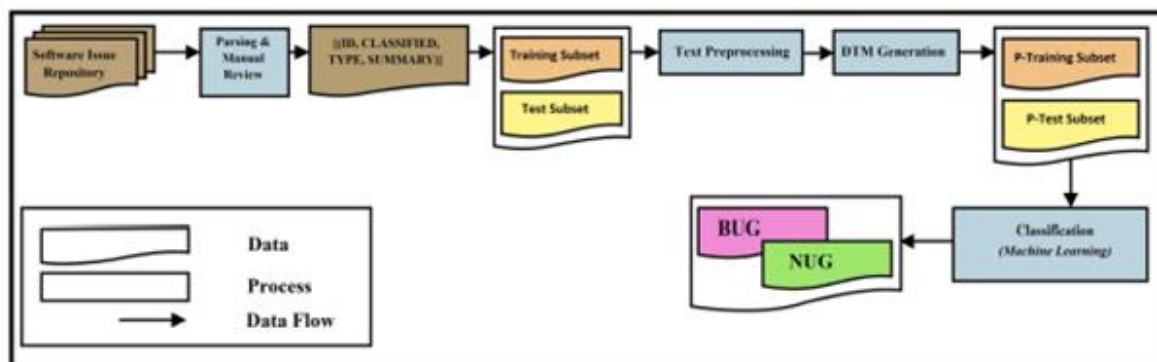 Software Issue
Repository
Parsing &
Manual
Review
|||ID, CLASSIFIED,
TYPE, SUMMARY||
Training Subset
Test Subset
Text Preprocessing
DTM Generation
P-Training Subset
P-Test Subset
Classification
(Machine Learning)
BUG
NUG
Data
Process
Data Flow